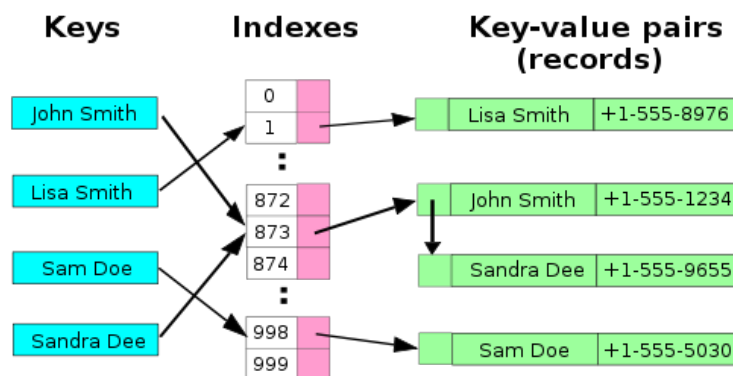 Keys
Indexes
Key-value pairs
(records)
John Smith
Lisa Smith
Sam Doe
Sandra Dee
0
1
:
872
873
874
:
998
999
Lisa Smith +1-555-8976
John Smith +1-555-1234
Sandra Dee +1-555-9655
Sam Doe +1-555-5030